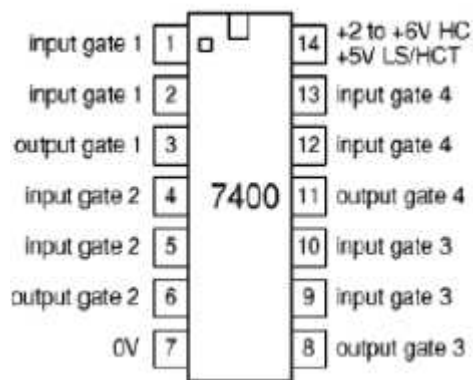 input gate 1 1 14 +2 to +6V HC
+5V LS/HCT
input gate 1 2 13 input gate 4
output gate 1 3 12 input gate 4
input gate 2 4 7400 11 output gate 4
input gate 2 5 10 input gate 3
output gate 2 6 9 input gate 3
0V 7 8 output gate 3